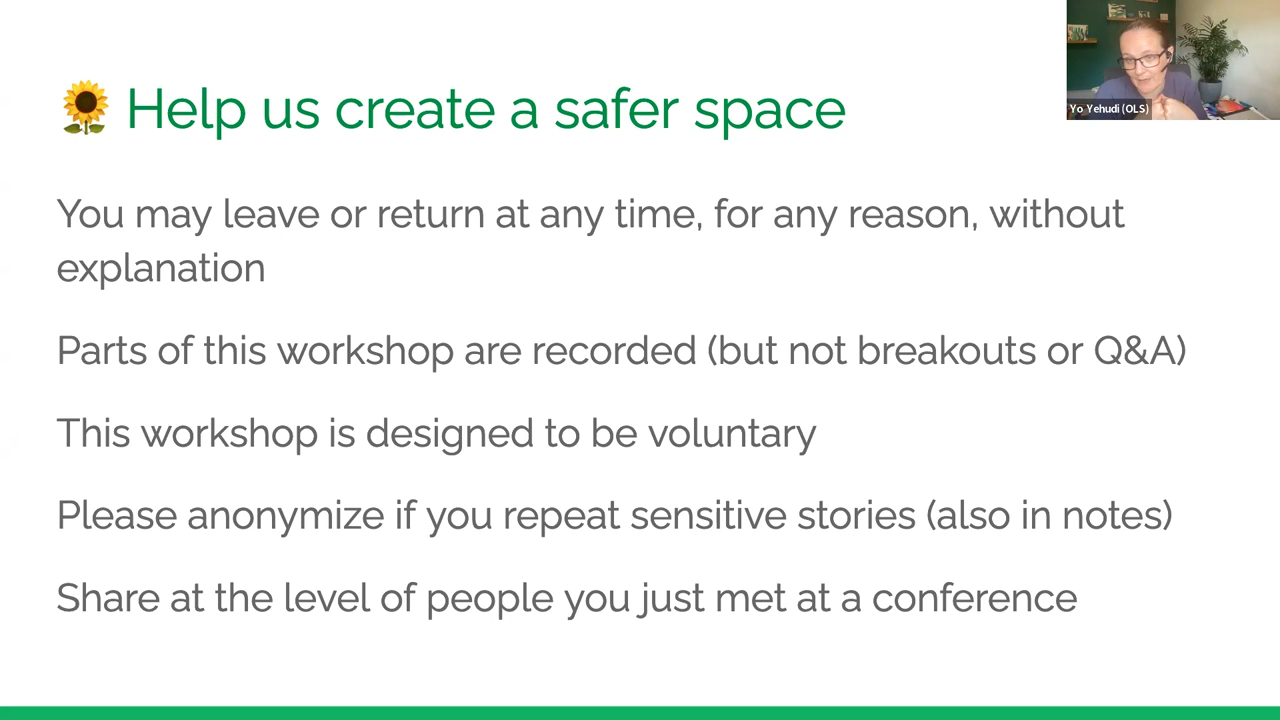 Help us create a safer space
Yo Yehudi (OLS)
You may leave or return at any time, for any reason, without
explanation
Parts of this workshop are recorded (but not breakouts or Q&A)
This workshop is designed to be voluntary
Please anonymize if you repeat sensitive stories (also in notes)
Share at the level of people you just met at a conference